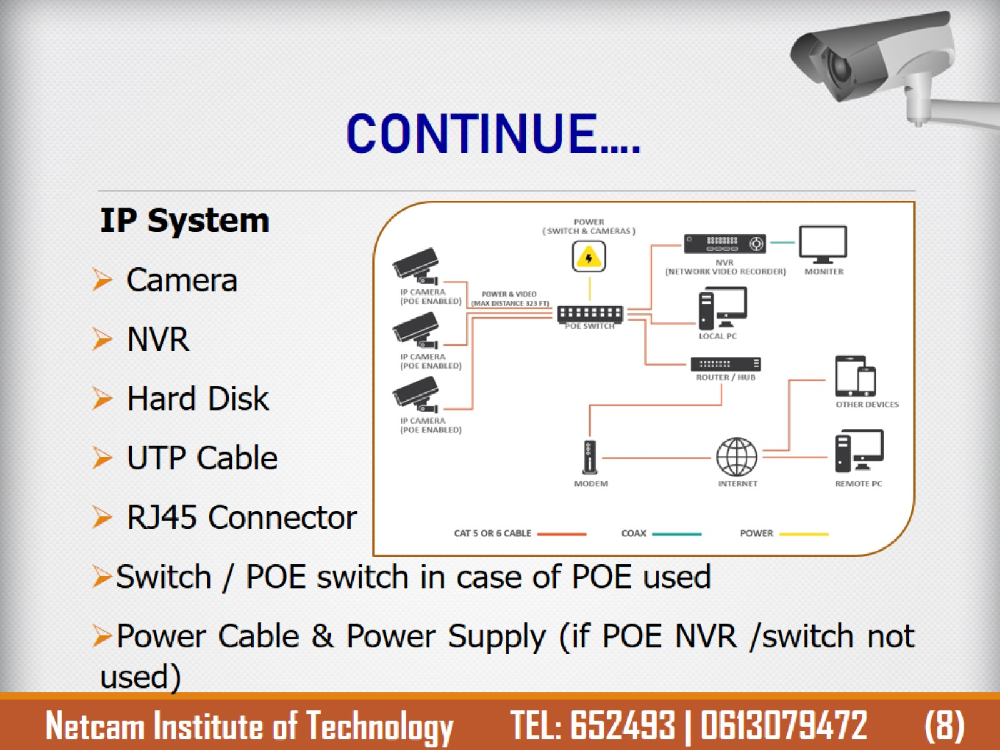 CONTINUE....
IP System
Camera
NVR
Hard Disk
UTP Cable
RJ45 Connector
Switch / POE switch in case of POE used
Power Cable & Power Supply (if POE NVR /switch not
used)
POWER
( SWITCH & CAMERAS )
IP CAMERA
(POE ENABLED)
POWER & VIDEO
(MAX DISTANCE 323 FT)
IP CAMERA
(POE ENABLED)
IP CAMERA
(POE ENABLED)
POE SWITCH
NVR
(NETWORK VIDEO RECORDER)
MONITER
LOCAL PC
ROUTER / HUB
OTHER DEVICES
MODEM
INTERNET
REMOTE PC
CAT 5 OR 6 CABLE
COAX
POWER
Netcam Institute of Technology TEL: 652493 | 0613079472 (8)